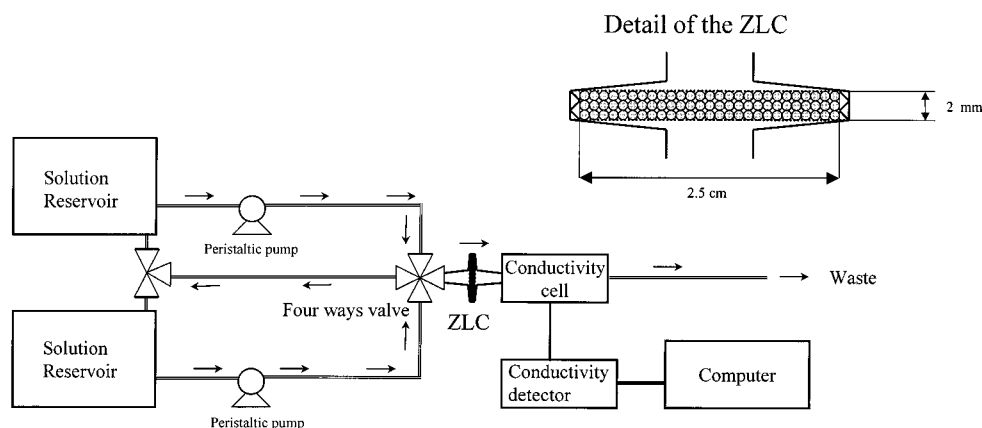 Detail of the ZLC
2 mm
2.5 cm
Solution
Reservoir
Peristaltic pump
Four ways valve
ZLC
Conductivity
cell
Waste
Solution
Reservoir
Peristaltic pump
Conductivity
detector
Computer